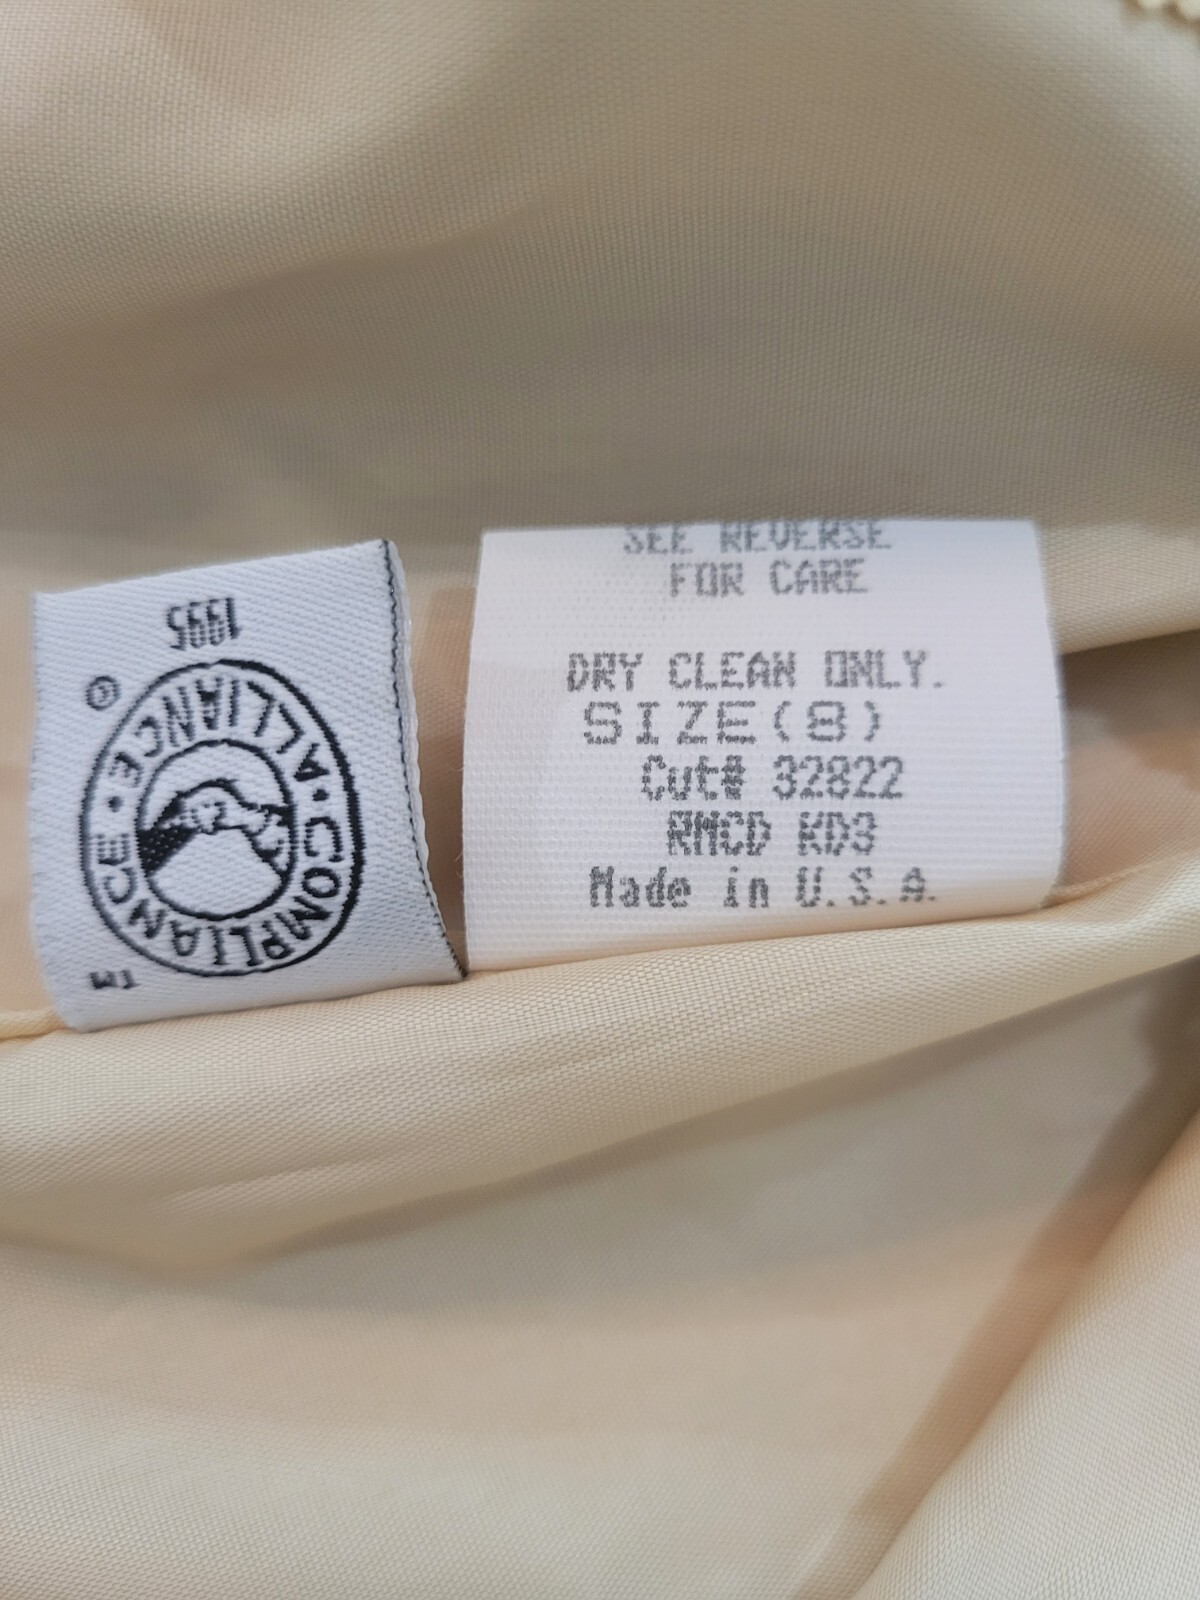 1995
©
COMPLIANCE • ALLIANCE •
TM
SEE REVERSE
FOR CARE
DRY CLEAN ONLY.
SIZE(8)
Cut# 32822
RMCD KD3
Made in U.S.A.